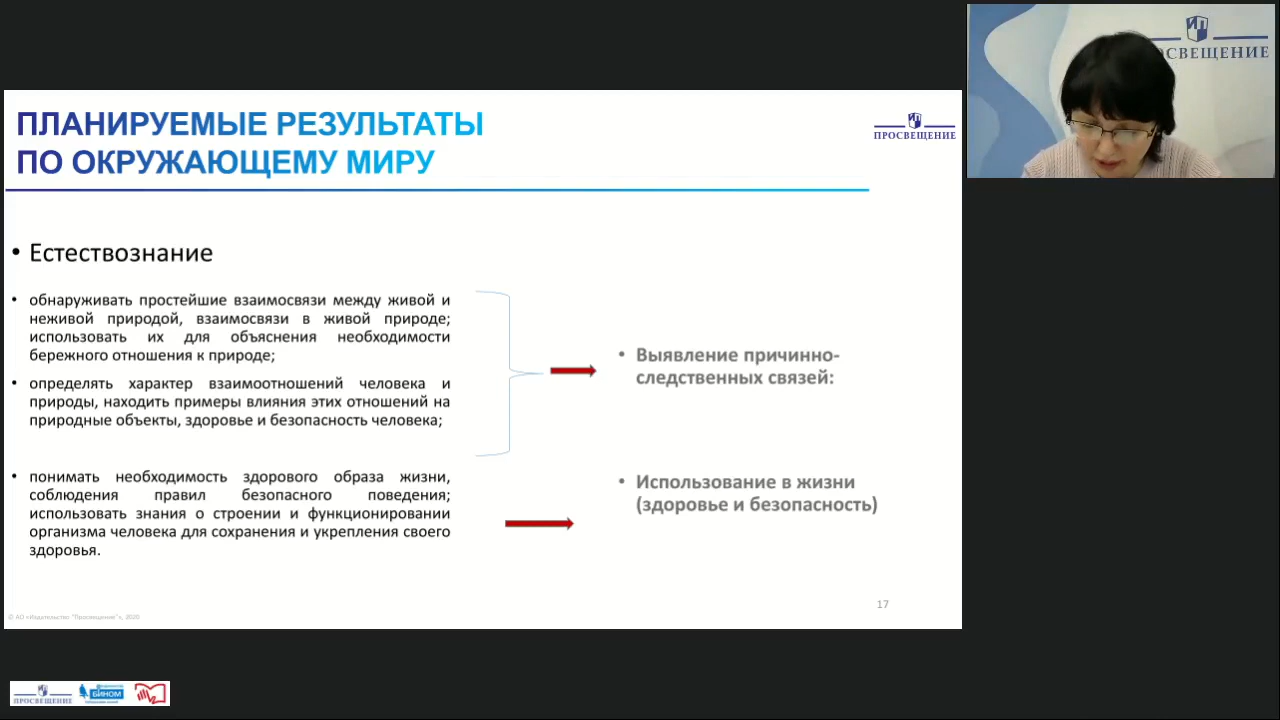 ПРОСВЕЩЕНИЕ
ПЛАНИРУЕМЫЕ РЕЗУЛЬТАТЫ
ПО ОКРУЖАЮЩЕМУ МИРУ
ПРОСВЕЩЕНИЕ
• Естествознание
• обнаруживать простейшие взаимосвязи между живой и
неживой природой, взаимосвязи в живой природе;
использовать их для объяснения необходимости
бережного отношения к природе;
• определять характер взаимоотношений человека и
природы, находить примеры влияния этих отношений на
природные объекты, здоровье и безопасность человека;
• Выявление причинно-
следственных связей:
• понимать необходимость здорового образа жизни,
соблюдения правил безопасного поведения;
использовать знания о строении и функционировании
организма человека для сохранения и укрепления своего
здоровья.
• Использование в жизни
(здоровье и безопасность)
17
© АО «Издательство "Просвещение"», 2020
ПРОСВЕЩЕНИЕ
БИНОМ